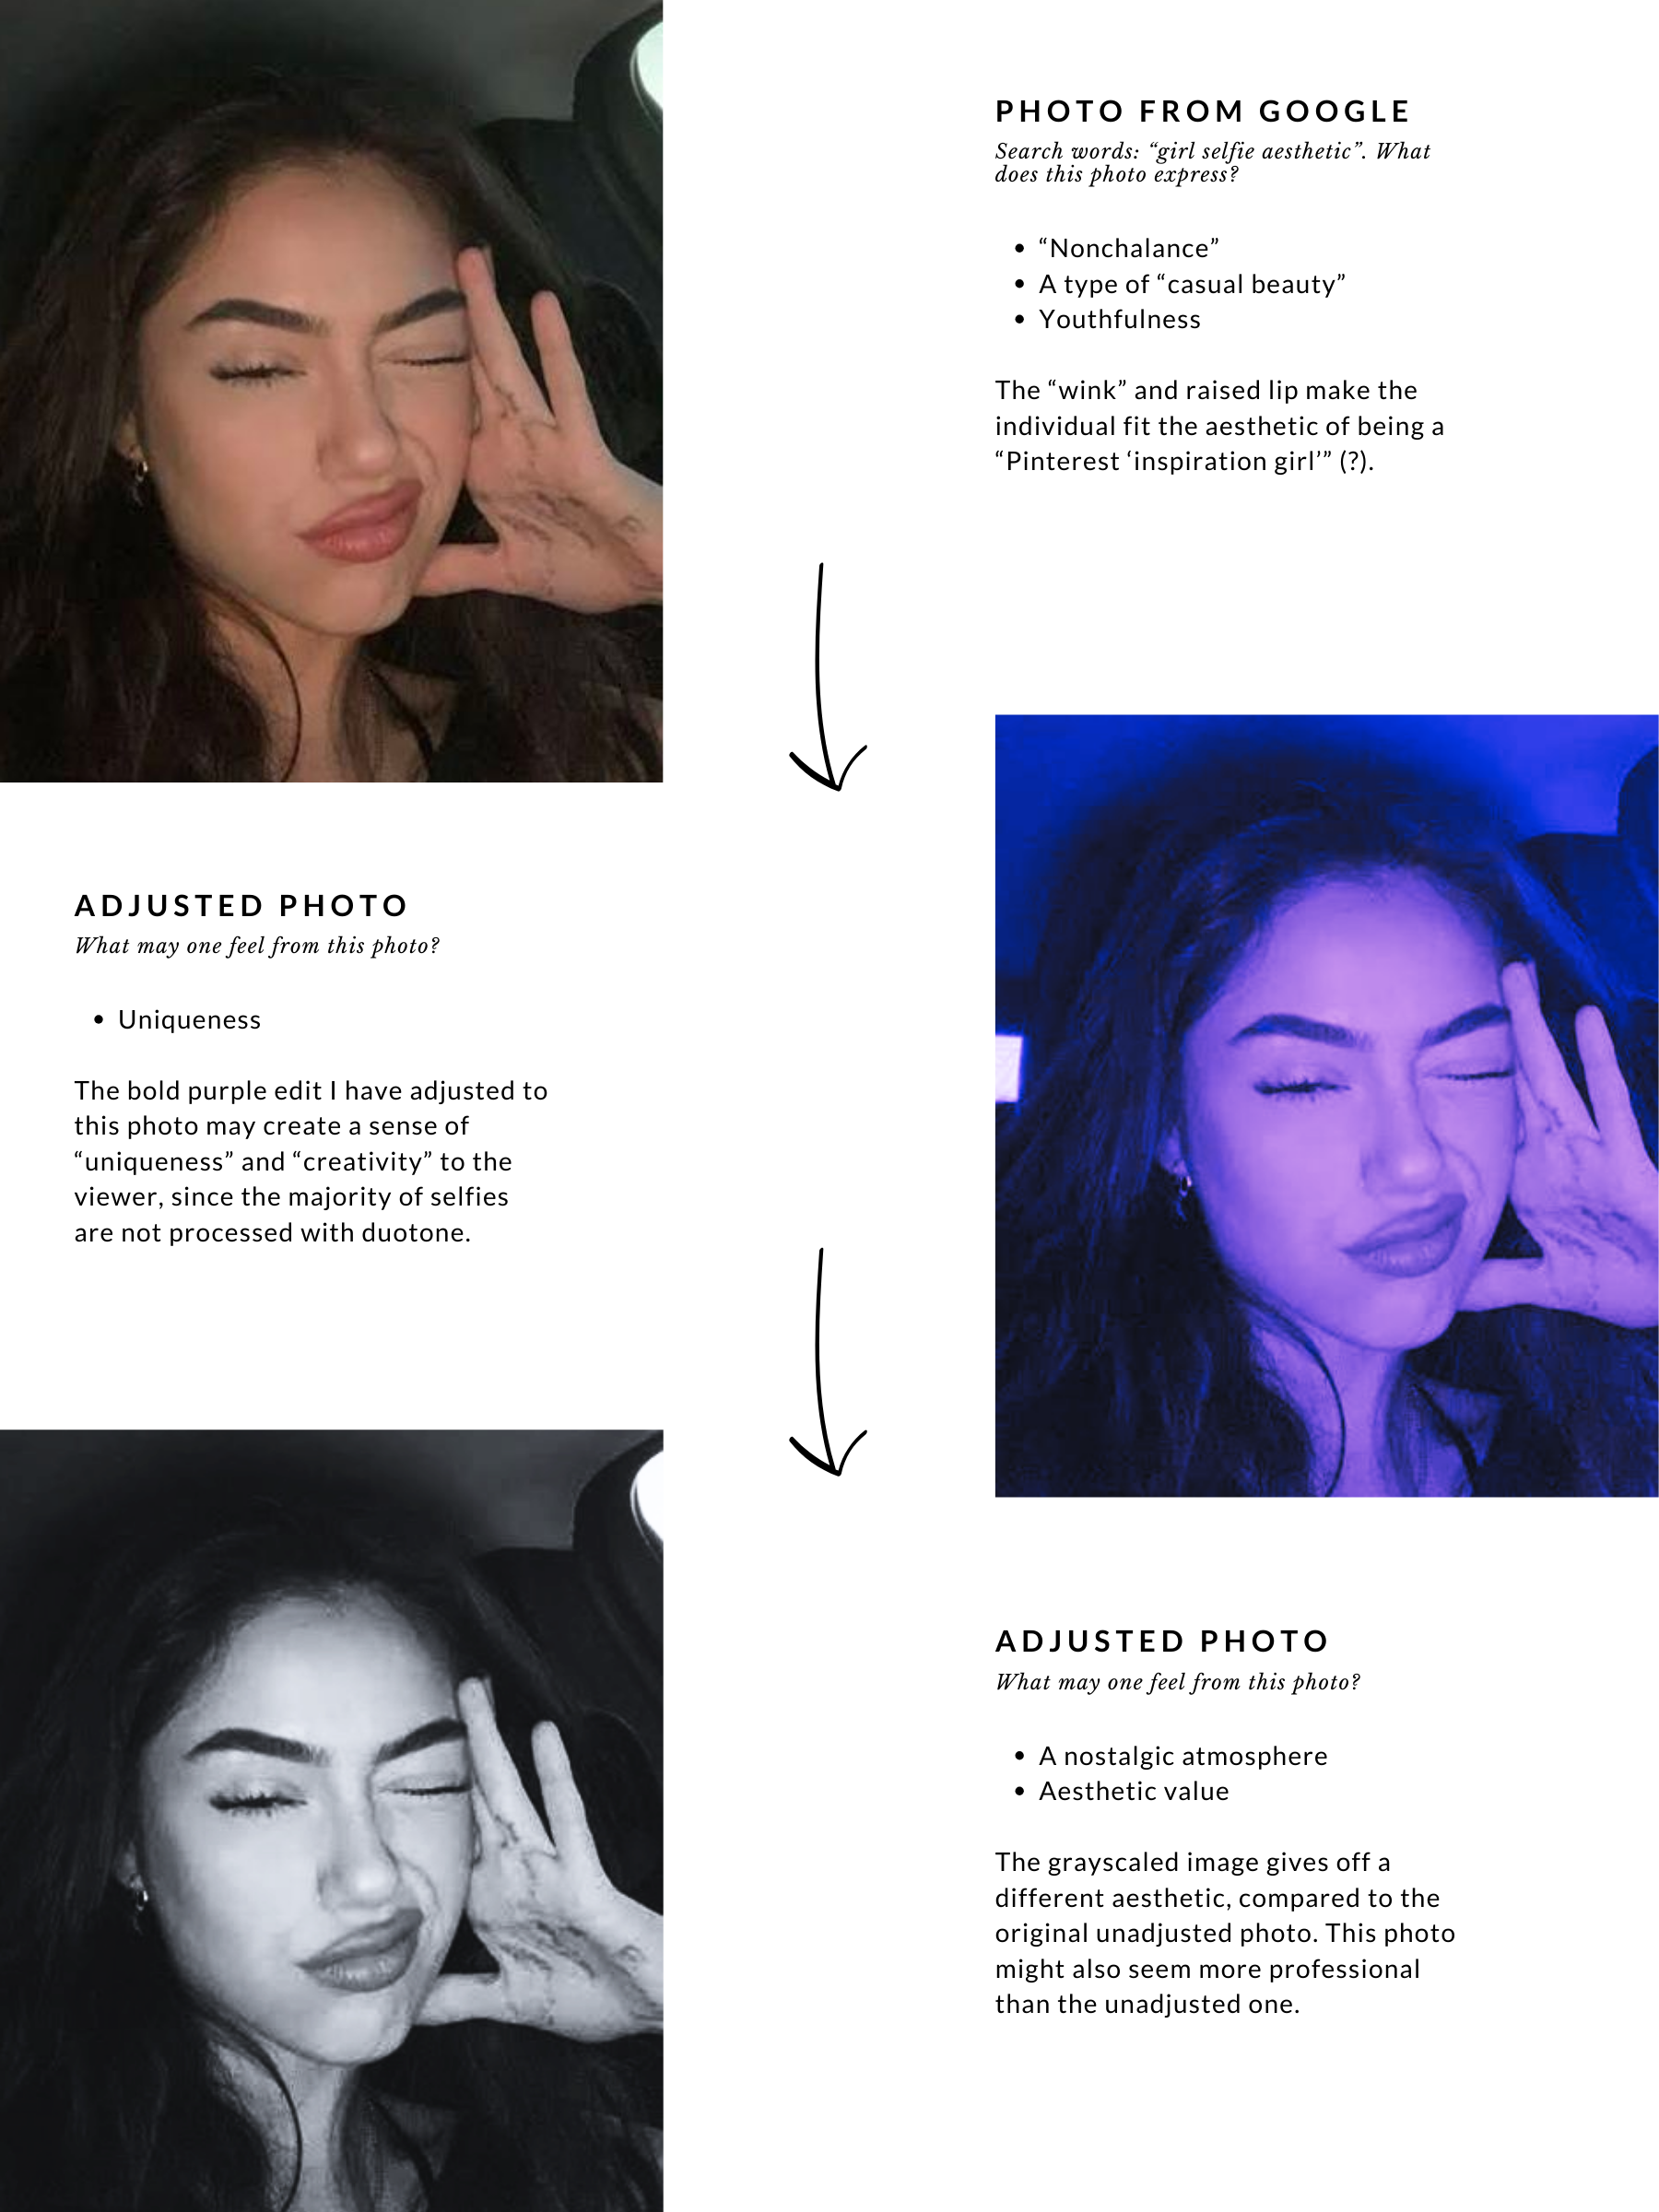 PHOTO FROM GOOGLE
Search words: “girl selfie aesthetic”. What
does this photo express?
• “Nonchalance”
• A type of “casual beauty”
• Youthfulness
The “wink” and raised lip make the
individual fit the aesthetic of being a
“Pinterest ‘inspiration girl’” (?).
ADJUSTED PHOTO
What may one feel from this photo?
• Uniqueness
The bold purple edit I have adjusted to
this photo may create a sense of
“uniqueness” and “creativity” to the
viewer, since the majority of selfies
are not processed with duotone.
ADJUSTED PHOTO
What may one feel from this photo?
• A nostalgic atmosphere
• Aesthetic value
The grayscaled image gives off a
different aesthetic, compared to the
original unadjusted photo. This photo
might also seem more professional
than the unadjusted one.